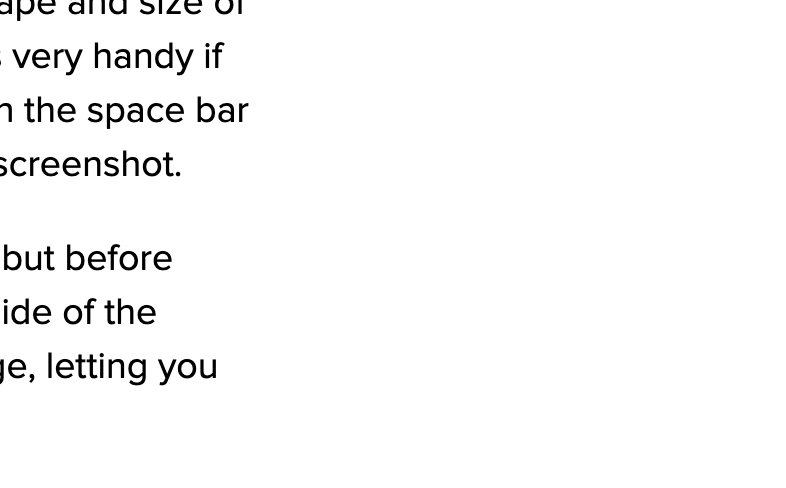 ape and size of
very handy if
the space bar
screenshot.
but before
ide of the
ge, letting you